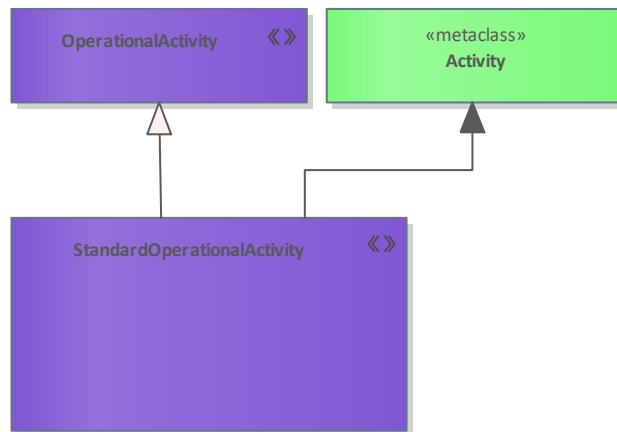 OperationalActivity
«»
«metaclass»
Activity
StandardOperationalActivity
«»